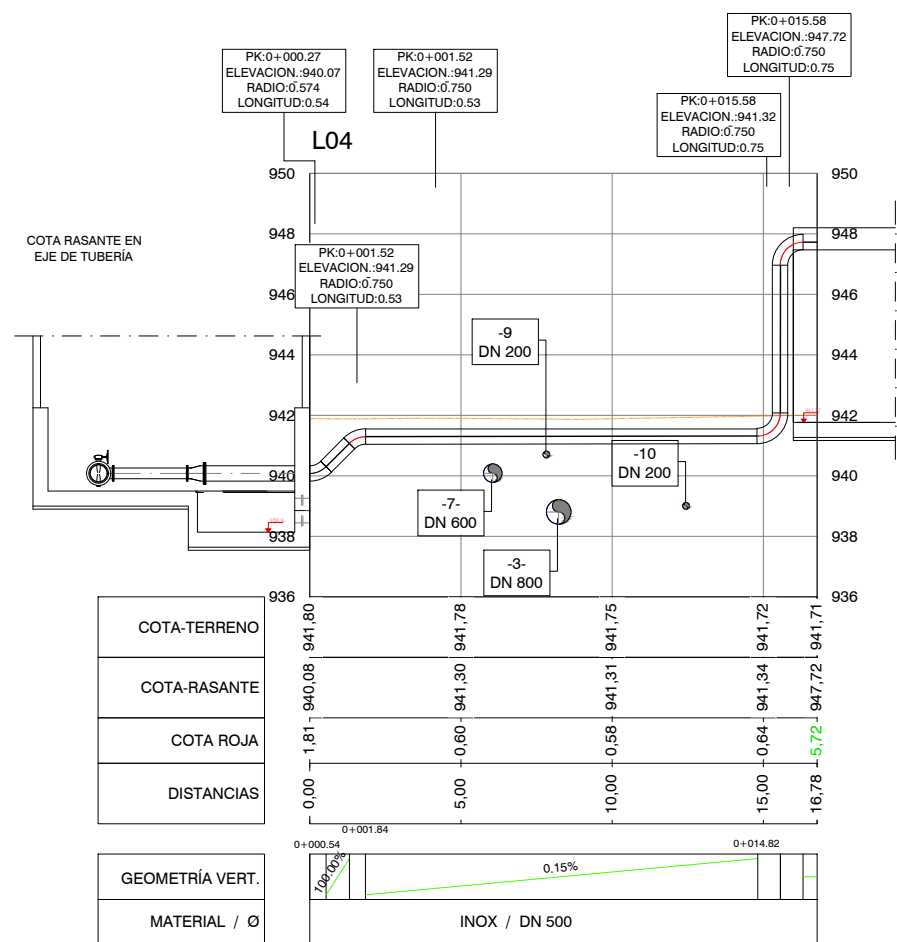 PK:0+015.58
ELEVACION.:947.72
RADIO:0.750
LONGITUD:0.75
PK:0+000.27
ELEVACION.:940.07
RADIO:0.574
LONGITUD:0.54
PK:0+001.52
ELEVACION.:941.29
RADIO:0.750
LONGITUD:0.53
PK:0+015.58
ELEVACION.:941.32
RADIO:0.750
LONGITUD:0.75
L04
950
950
COTA RASANTE EN
EJE DE TUBERÍA
948
948
PK:0+001.52
ELEVACION.:941.29
RADIO:0.750
LONGITUD:0.53
946
946
-9
DN 200
944
944
942
942
-10
DN 200
940
940
-7-
DN 600
938
938
-3-
DN 800
936
936
COTA-TERRENO
941,80
941,78
941,75
941,72
941,71
COTA-RASANTE
940,08
941,30
941,31
941,34
947,72
COTA ROJA
1,81
0,60
0,58
0,64
5,72
DISTANCIAS
0,00
5,00
10,00
15,00
16,78
0+000.54
0+001.84
0+014.82
GEOMETRÍA VERT.
100.00%
0.15%
MATERIAL / Ø
INOX / DN 500